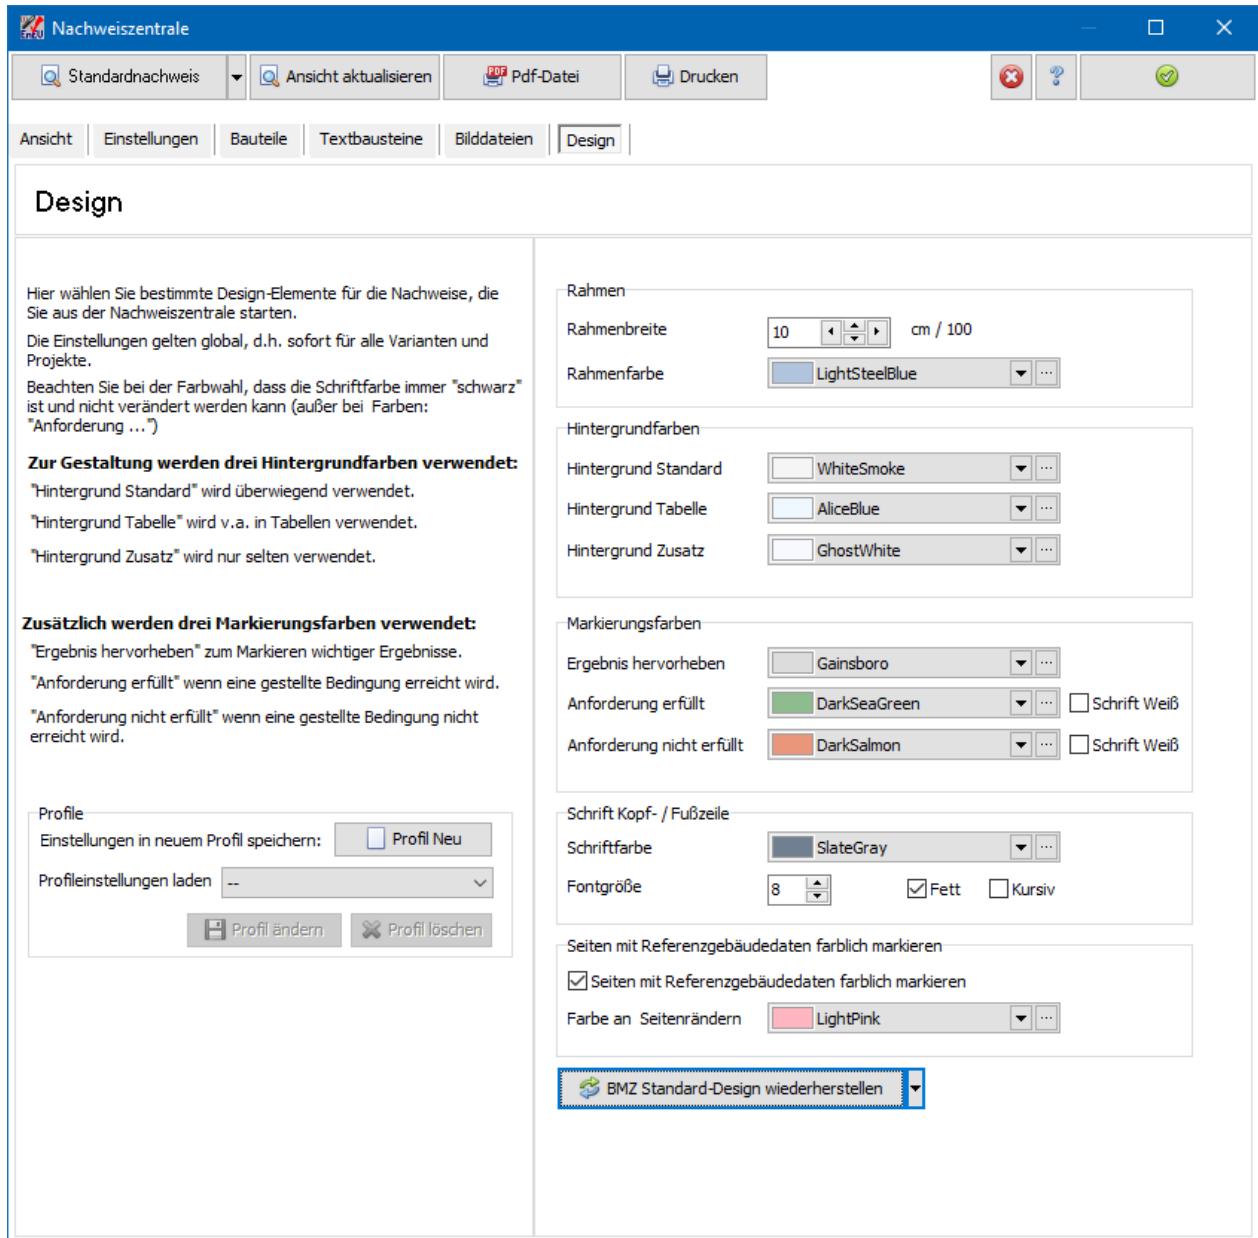 Nachweiszentrale
Standardnachweis
Ansicht aktualisieren
Pdf-Datei
Drucken
Ansicht
Einstellungen
Bauteile
Textbausteine
Bilddateien
Design
Design
Hier wählen Sie bestimmte Design-Elemente für die Nachweise, die
Sie aus der Nachweiszentrale starten.
Die Einstellungen gelten global, d.h. sofort für alle Varianten und
Projekte.
Beachten Sie bei der Farbwahl, dass die Schriftfarbe immer "schwarz"
ist und nicht verändert werden kann (außer bei Farben:
"Anforderung ...")
Zur Gestaltung werden drei Hintergrundfarben verwendet:
"Hintergrund Standard" wird überwiegend verwendet.
"Hintergrund Tabelle" wird v.a. in Tabellen verwendet.
"Hintergrund Zusatz" wird nur selten verwendet.
Zusätzlich werden drei Markierungsfarben verwendet:
"Ergebnis hervorheben" zum Markieren wichtiger Ergebnisse.
"Anforderung erfüllt" wenn eine gestellte Bedingung erreicht wird.
"Anforderung nicht erfüllt" wenn eine gestellte Bedingung nicht
erreicht wird.
Profile
Einstellungen in neuem Profil speichern: Profil Neu
Profileinstellungen laden --
Profil ändern Profil löschen
Rahmen
Rahmenbreite 10 cm / 100
Rahmenfarbe LightSteelBlue
Hintergrundfarben
Hintergrund Standard WhiteSmoke
Hintergrund Tabelle AliceBlue
Hintergrund Zusatz GhostWhite
Markierungsfarben
Ergebnis hervorheben Gainsboro
Anforderung erfüllt DarkSeaGreen Schrift Weiß
Anforderung nicht erfüllt DarkSalmon Schrift Weiß
Schrift Kopf- / Fußzeile
Schriftfarbe SlateGray
Fontgröße 8 Fett Kursiv
Seiten mit Referenzgebäudedaten farblich markieren
Seiten mit Referenzgebäudedaten farblich markieren
Farbe an Seitenrändern LightPink
BMZ Standard-Design wiederherstellen